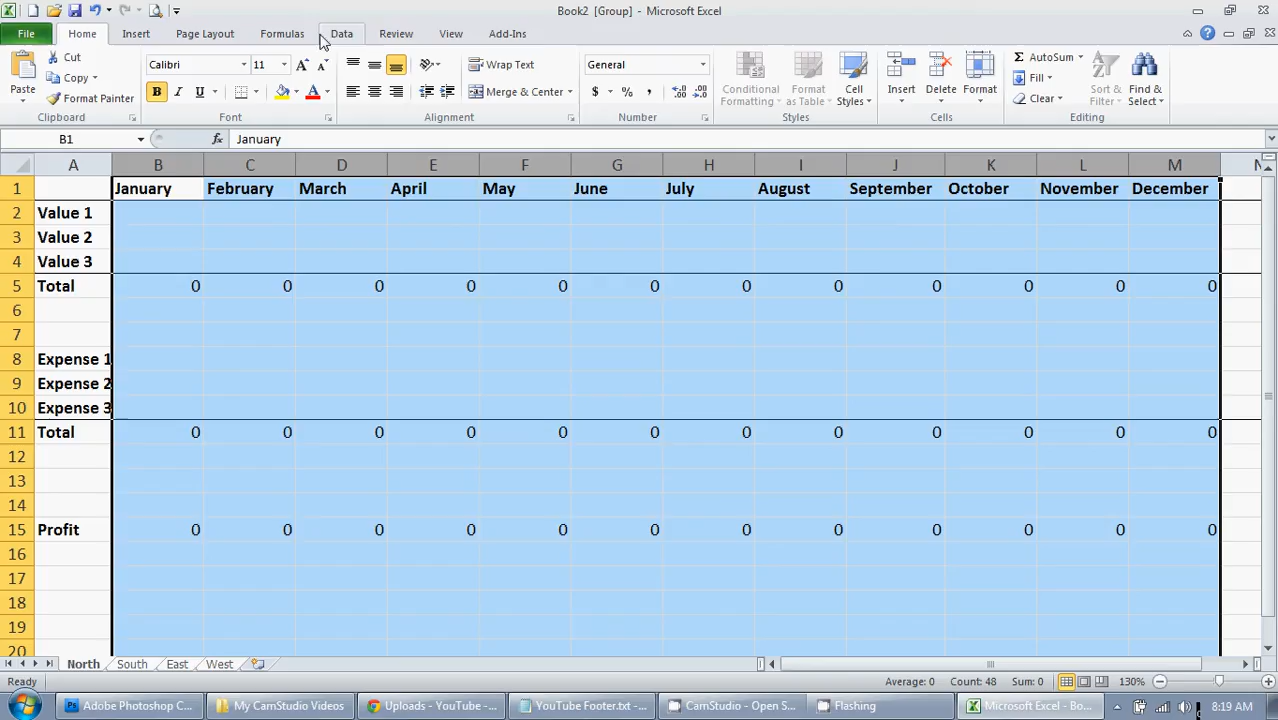 Book2 [Group] - Microsoft Excel
File Home Insert Page Layout Formulas Data Review View Add-Ins
Paste Cut Copy Format Painter Clipboard
Calibri 11 B I U A Font
Wrap Text Merge & Center Alignment
General $ % , Number
Conditional Formatting Format as Table Cell Styles Styles
Insert Delete Format Cells
AutoSum Fill Clear Sort & Filter Find & Select Editing
B1 fx January
A B C D E F G H I J K L M
1 January February March April May June July August September October November December
2 Value 1
3 Value 2
4 Value 3
5 Total 0 0 0 0 0 0 0 0 0 0 0 0
6
7
8 Expense 1
9 Expense 2
10 Expense 3
11 Total 0 0 0 0 0 0 0 0 0 0 0 0
12
13
14
15 Profit 0 0 0 0 0 0 0 0 0 0 0 0
16
17
18
19
20
North South East West
Ready Average: 0 Count: 48 Sum: 0 130%
Adobe Photoshop C... My CamStudio Videos Uploads - YouTube -... YouTube Footer.txt -... CamStudio - Open S... Flashing Microsoft Excel - Bo... 8:19 AM